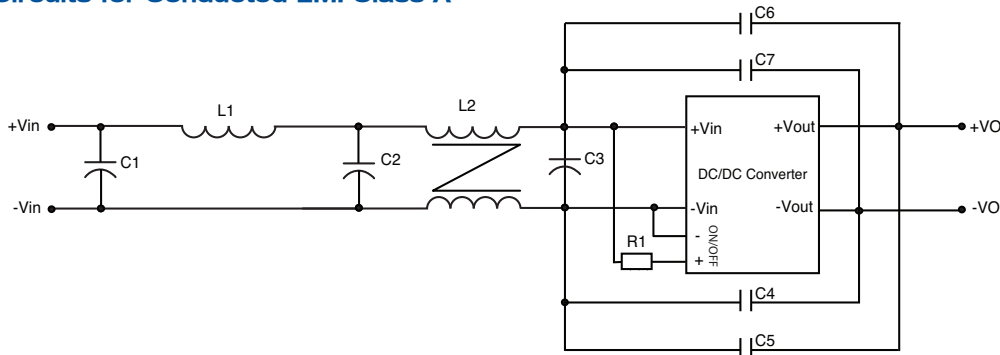 Circuits for Conducted EMI Class A
C6
C7
L1
L2
+Vin
C1
C2
C3
+Vin
+Vout
+VO
DC/DC Converter
-Vin
-Vin
-Vout
-VO
-
ON/OFF
R1
+
C4
C5